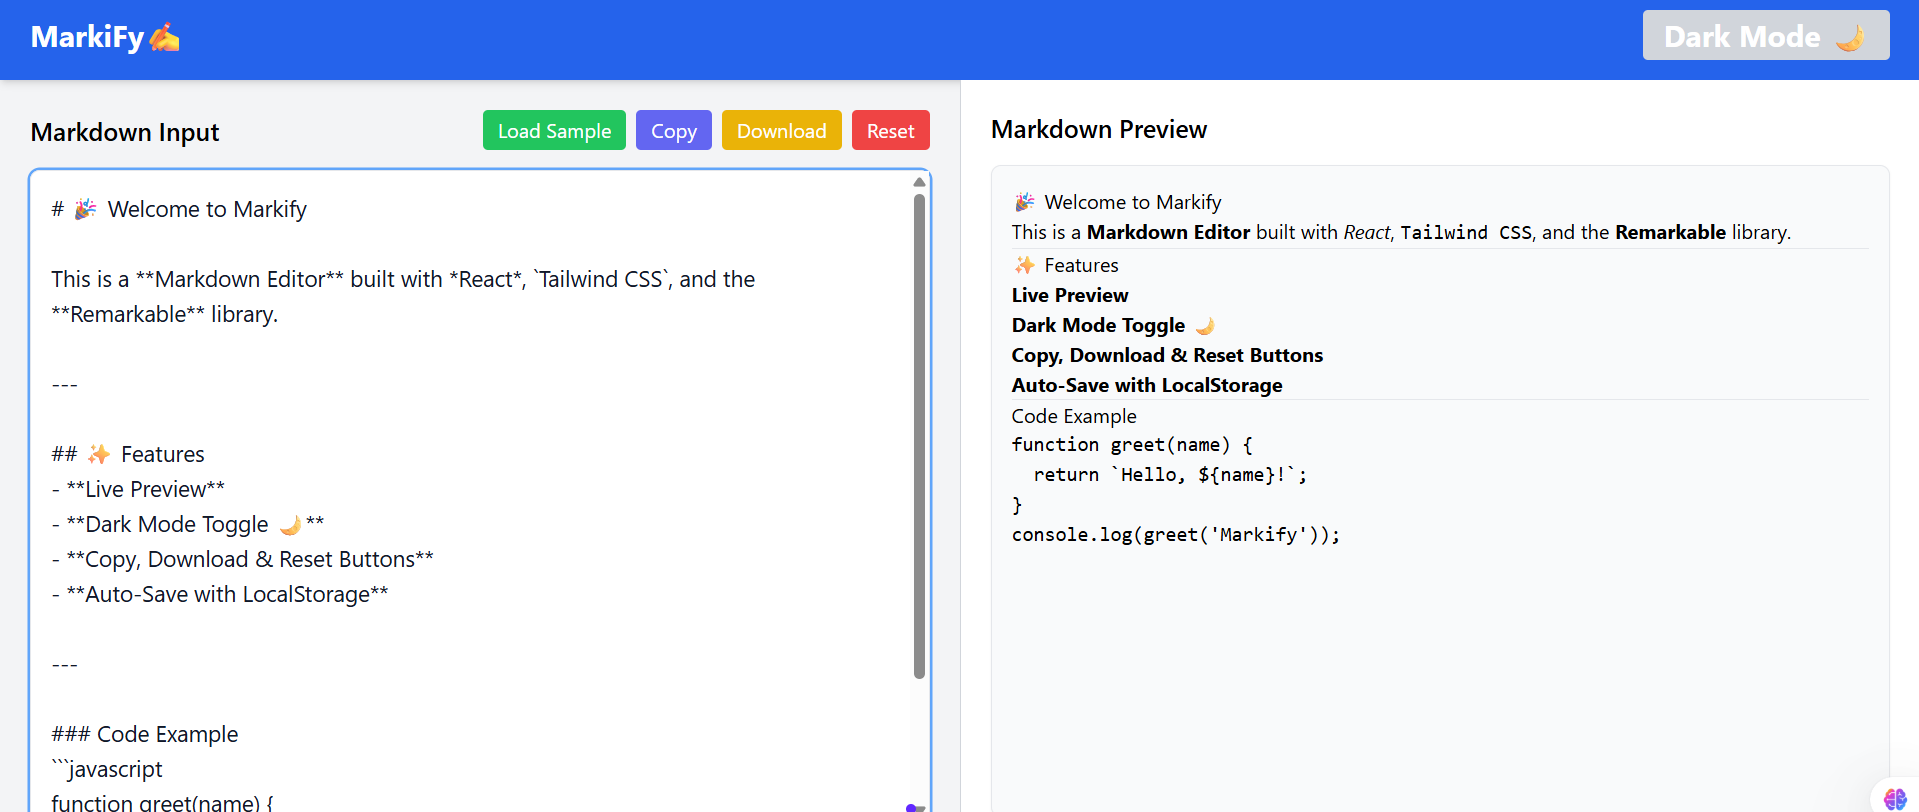 MarkiFy✍️
Dark Mode 🌙
Markdown Input
Load Sample
Copy
Download
Reset
# 🎉 Welcome to Markify
This is a **Markdown Editor** built with *React*, `Tailwind CSS`, and the
**Remarkable** library.
---
## ✨ Features
- **Live Preview**
- **Dark Mode Toggle 🌙**
- **Copy, Download & Reset Buttons**
- **Auto-Save with LocalStorage**
---
### Code Example
```javascript
function greet(name) {
Markdown Preview
🎉 Welcome to Markify
This is a Markdown Editor built with React, Tailwind CSS, and the Remarkable library.
✨ Features
Live Preview
Dark Mode Toggle 🌙
Copy, Download & Reset Buttons
Auto-Save with LocalStorage
Code Example
function greet(name) {
  return `Hello, ${name}!`;
}
console.log(greet('Markify'));